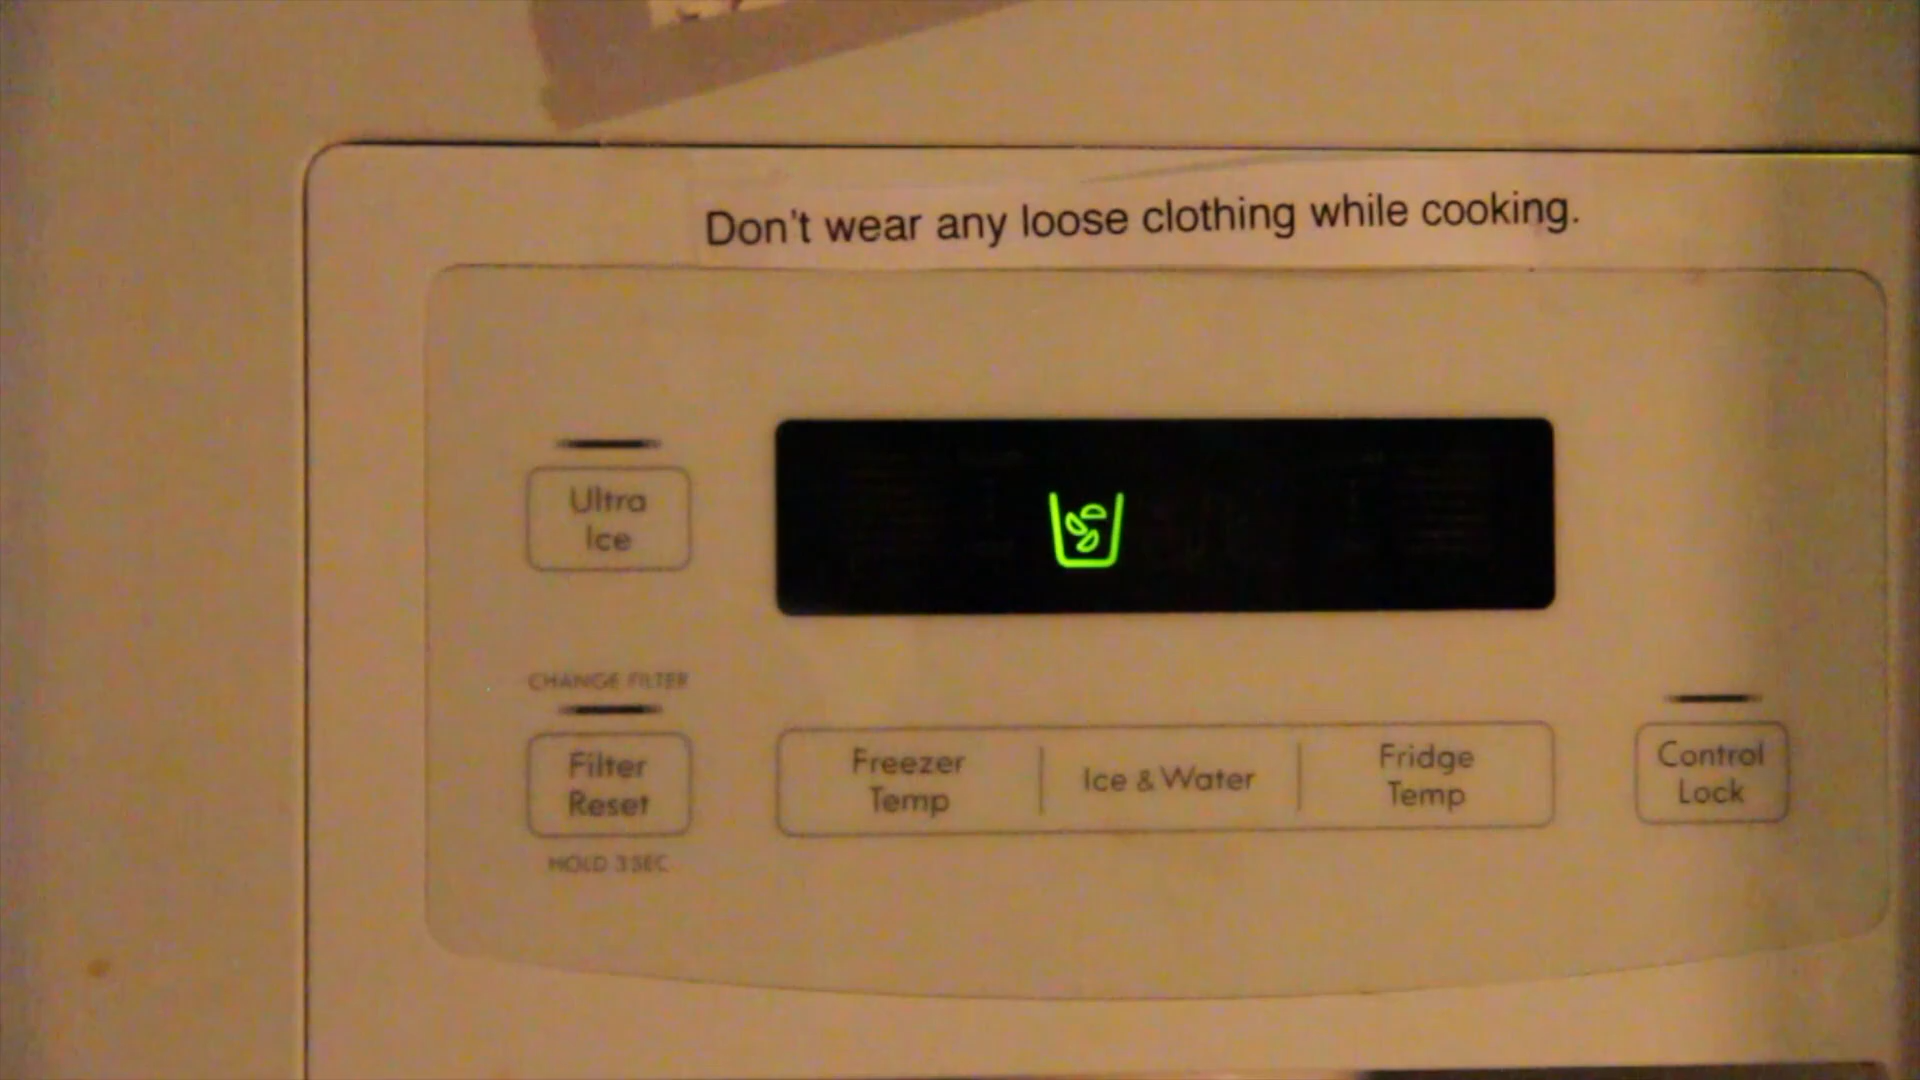 Don't wear any loose clothing while cooking.
Ultra
Ice
CHANGE FILTER
Filter
Reset
HOLD 3 SEC
Freezer
Temp
Ice & Water
Fridge
Temp
Control
Lock